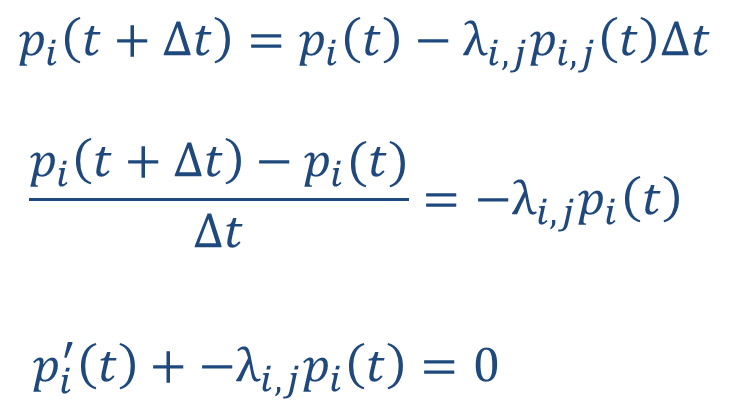 pᵢ(t + Δt) = pᵢ(t) − λᵢ,ⱼpᵢ,ⱼ(t)Δt
pᵢ(t + Δt) − pᵢ(t)
/ Δt = −λᵢ,ⱼpᵢ(t)
p′ᵢ(t) + −λᵢ,ⱼpᵢ(t) = 0